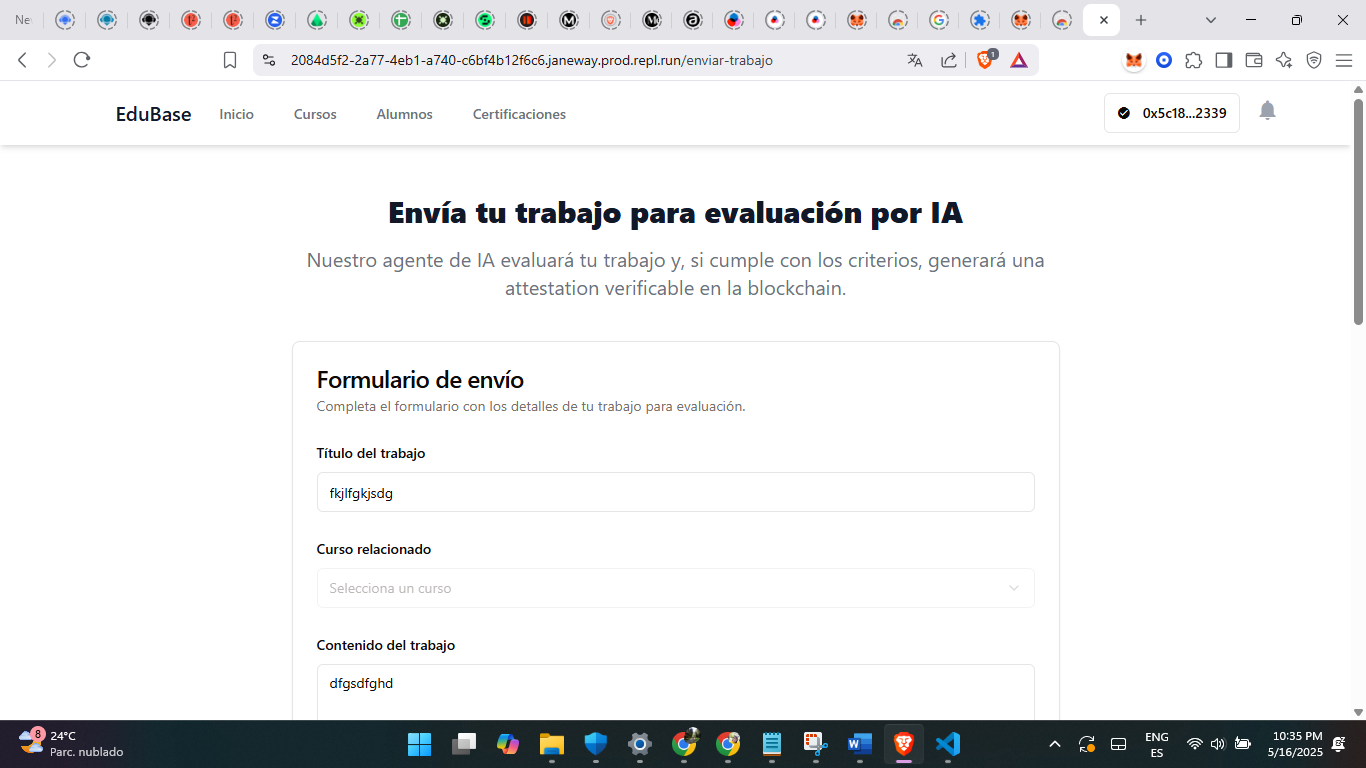 Ne
2084d5f2-2a77-4eb1-a740-c6bf4b12f6c6.janeway.prod.repl.run/enviar-trabajo
1
EduBase
Inicio
Cursos
Alumnos
Certificaciones
0x5c18...2339
Envía tu trabajo para evaluación por IA
Nuestro agente de IA evaluará tu trabajo y, si cumple con los criterios, generará una
attestation verificable en la blockchain.
Formulario de envío
Completa el formulario con los detalles de tu trabajo para evaluación.
Título del trabajo
fkjlfgkjsdg
Curso relacionado
Selecciona un curso
Contenido del trabajo
dfgsdfghd
8
24°C
Parc. nublado
ENG
ES
10:35 PM
5/16/2025